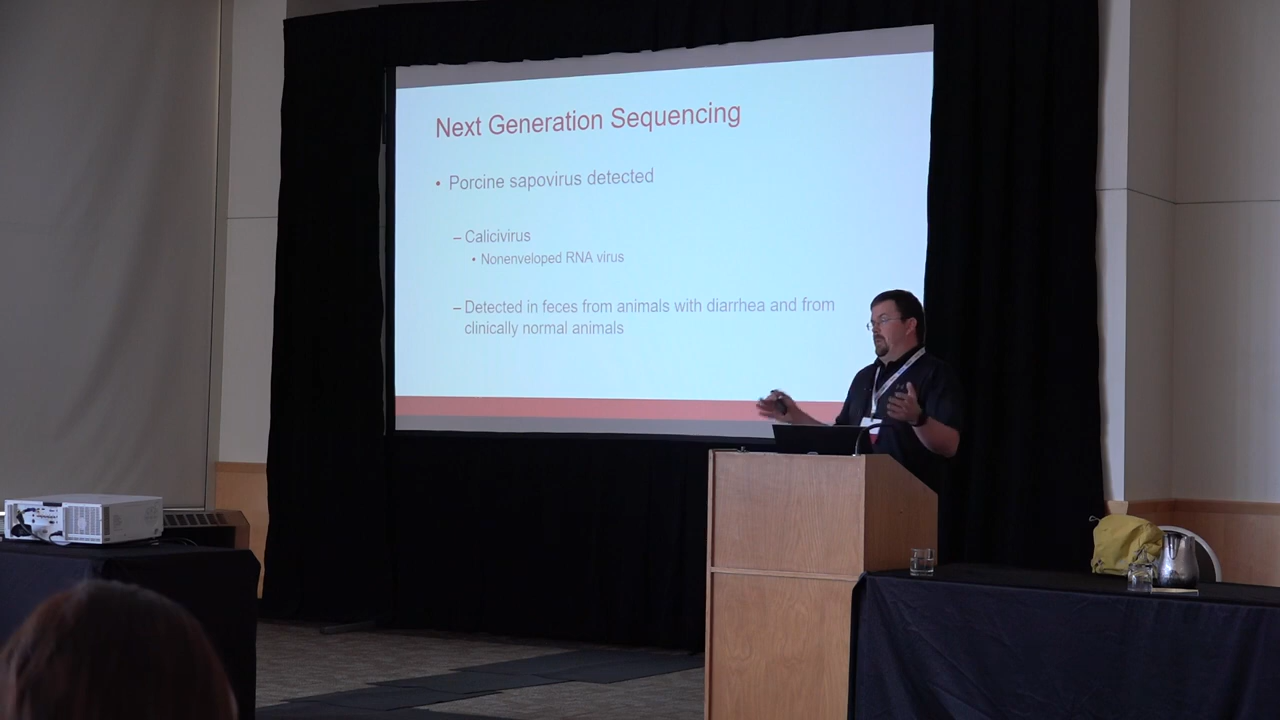 Next Generation Sequencing
• Porcine sapovirus detected
– Calicivirus
• Nonenveloped RNA virus
– Detected in feces from animals with diarrhea and from
clinically normal animals